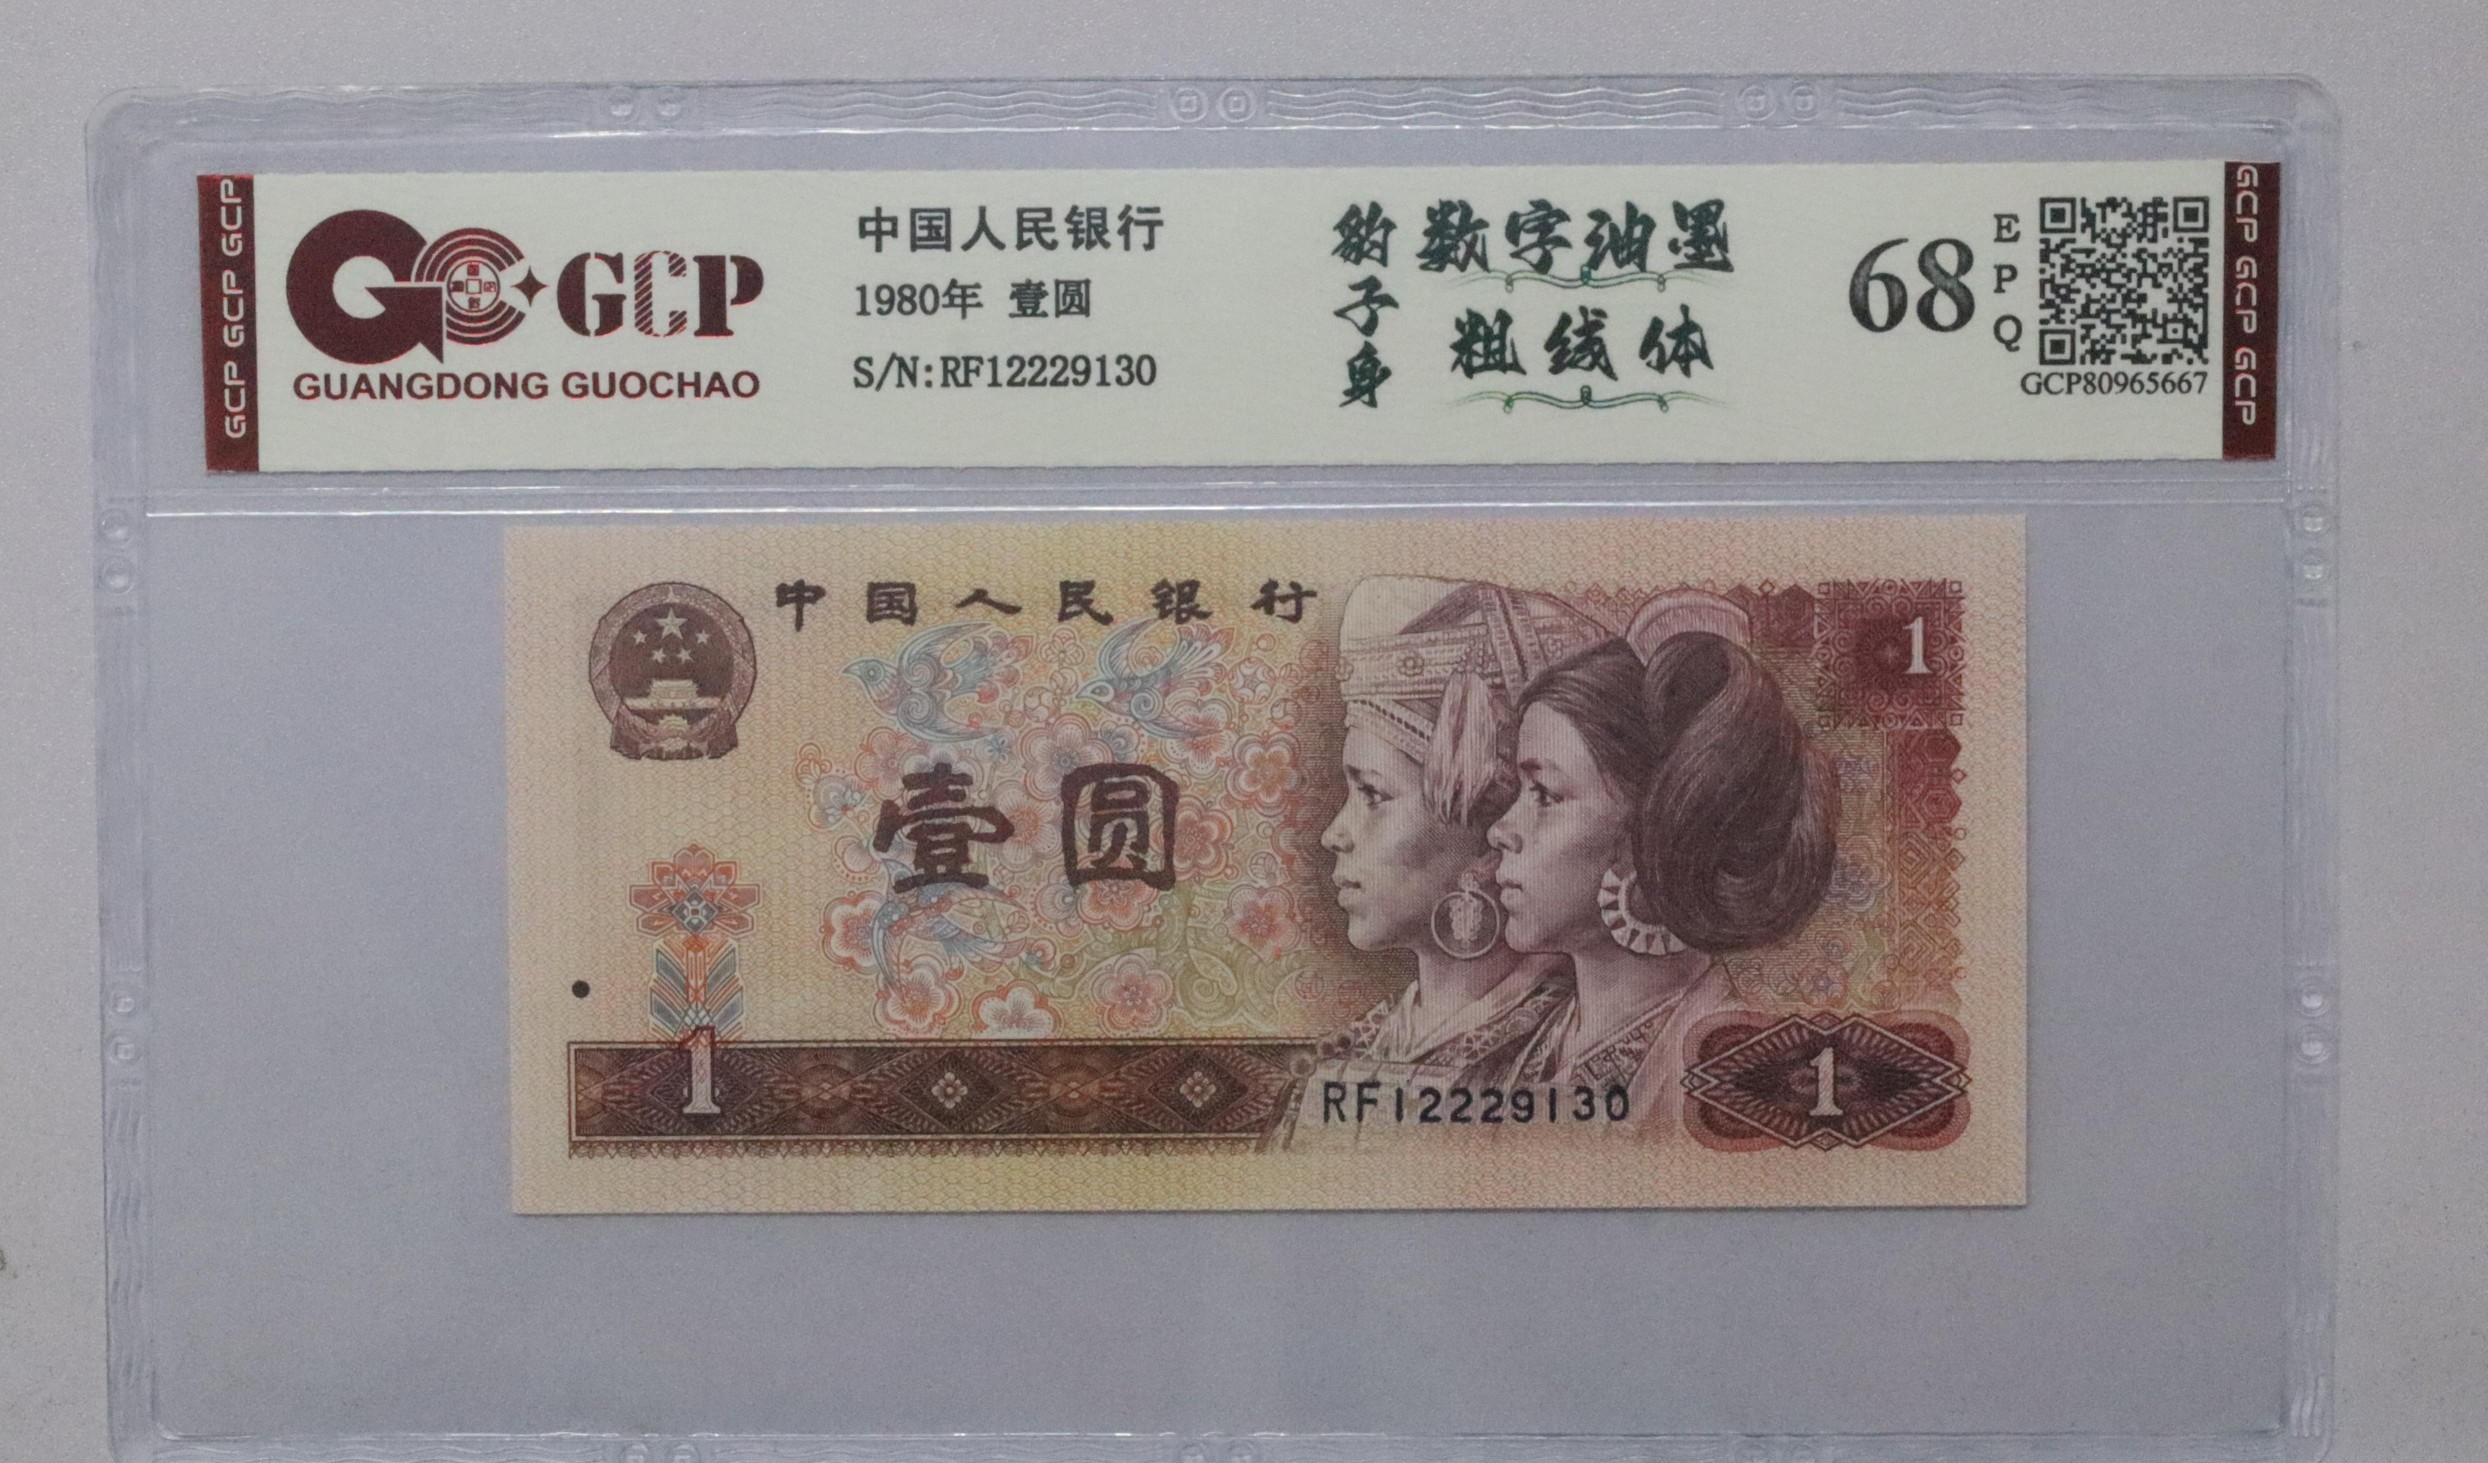 GCP GCP GCP
GCP
GUANGDONG GUOCHAO
中国人民银行
1980年 壹圆
S/N:RF12229130
豹子身
数字油墨
粗线体
68
EPQ
GCP80965667
GCP GCP GCP
中国人民银行
1
壹圆
1
RF12229130
1